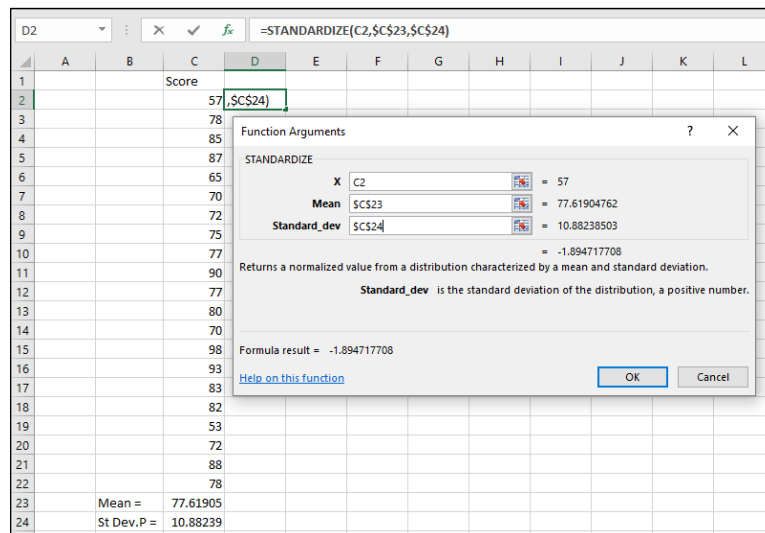 D2 fx =STANDARDIZE(C2,$C$23,$C$24)
A B C D E F G H I J K L
1 Score
2 57 ,$C$24)
3 78
4 85
5 87
6 65
7 70
8 72
9 75
10 77
11 90
12 77
13 80
14 70
15 98
16 93
17 83
18 82
19 53
20 72
21 88
22 78
23 Mean = 77.61905
24 St Dev.P = 10.88239
Function Arguments ?
STANDARDIZE
X C2 = 57
Mean $C$23 = 77.61904762
Standard_dev $C$24 = 10.88238503
= -1.894717708
Returns a normalized value from a distribution characterized by a mean and standard deviation.
Standard_dev is the standard deviation of the distribution, a positive number.
Formula result = -1.894717708
Help on this function OK Cancel